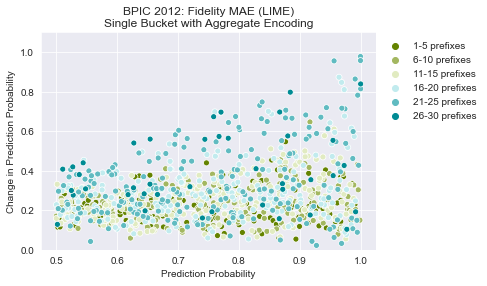 BPIC 2012: Fidelity MAE (LIME)
Single Bucket with Aggregate Encoding
1-5 prefixes
6-10 prefixes
11-15 prefixes
16-20 prefixes
21-25 prefixes
26-30 prefixes
Change in Prediction Probability
1.0
0.8
0.6
0.4
0.2
0.0
0.5
0.6
0.7
0.8
0.9
1.0
Prediction Probability